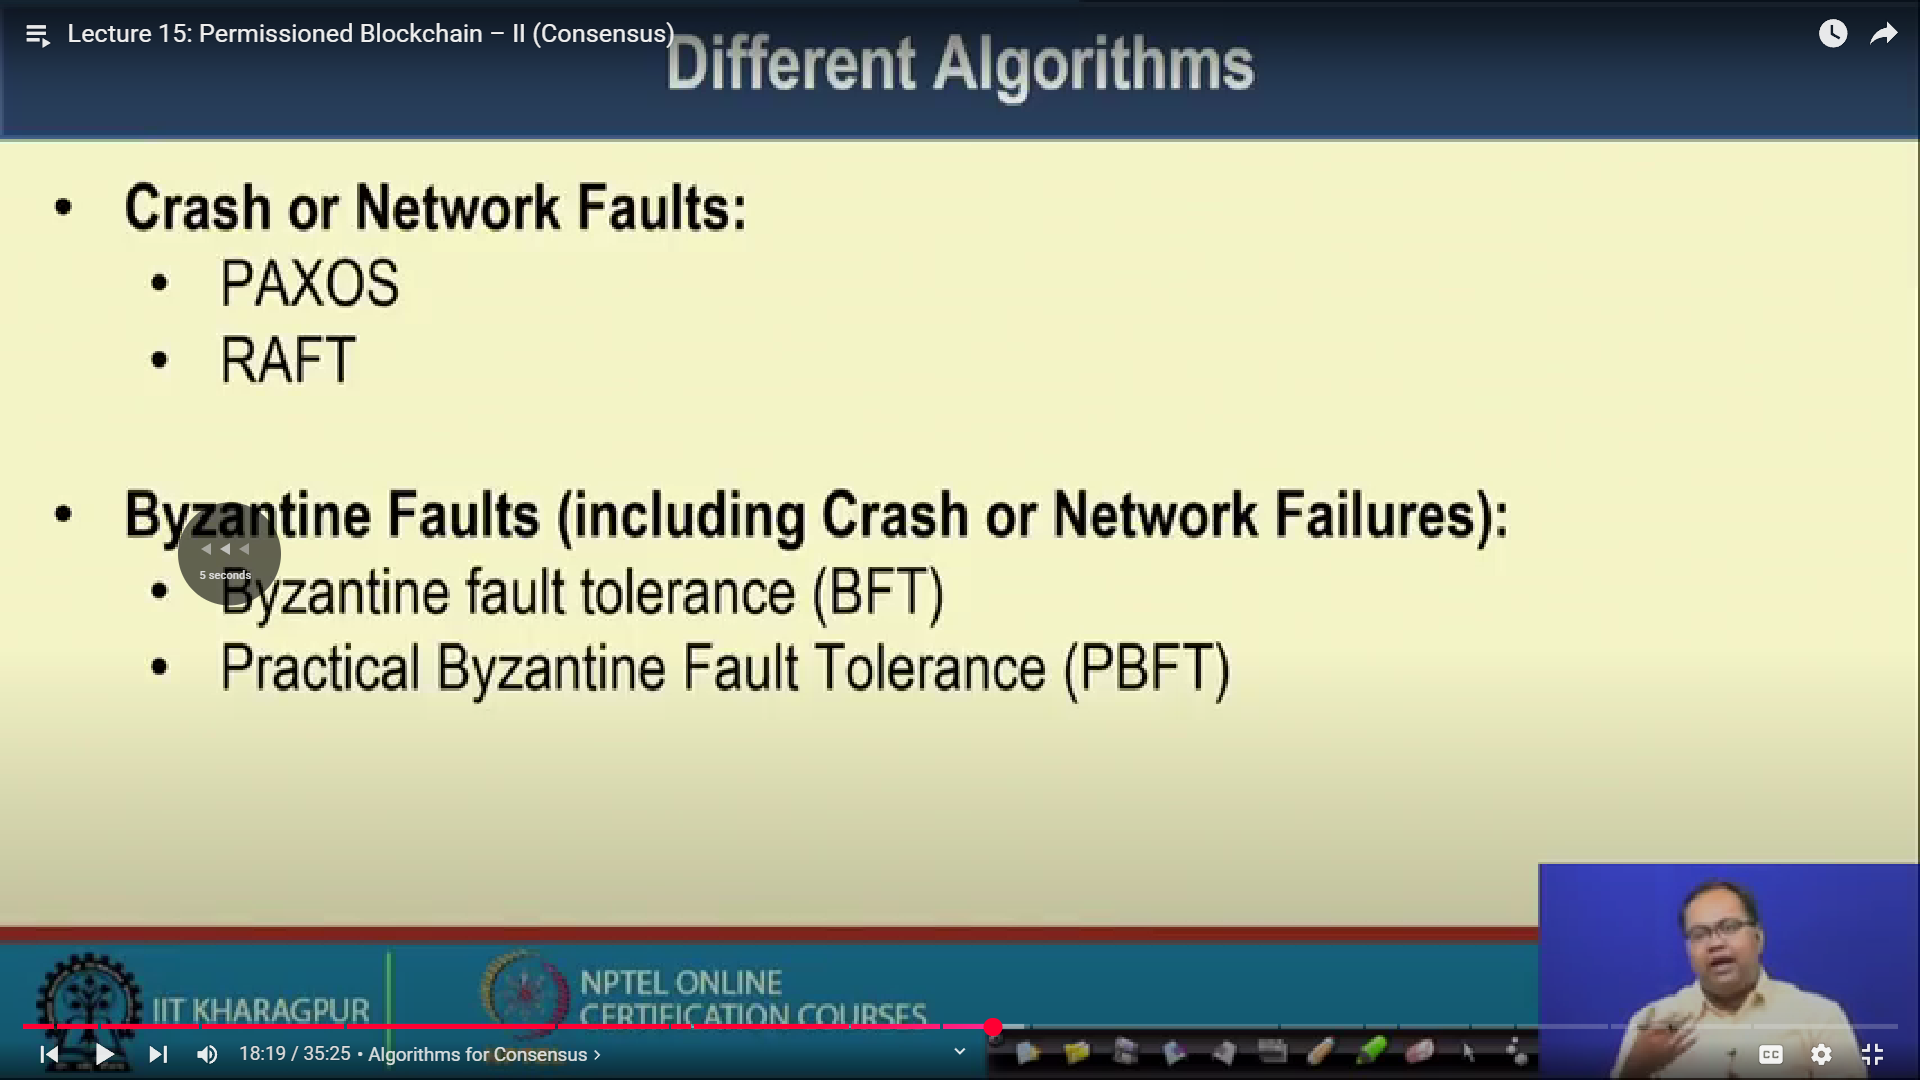 Lecture 15: Permissioned Blockchain – II (Consensus)
Different Algorithms
• Crash or Network Faults:
• PAXOS
• RAFT
• Byzantine Faults (including Crash or Network Failures):
5 seconds
• Byzantine fault tolerance (BFT)
• Practical Byzantine Fault Tolerance (PBFT)
IIT KHARAGPUR
NPTEL ONLINE
CERTIFICATION COURSES
18:19 / 35:25 • Algorithms for Consensus ›
CC